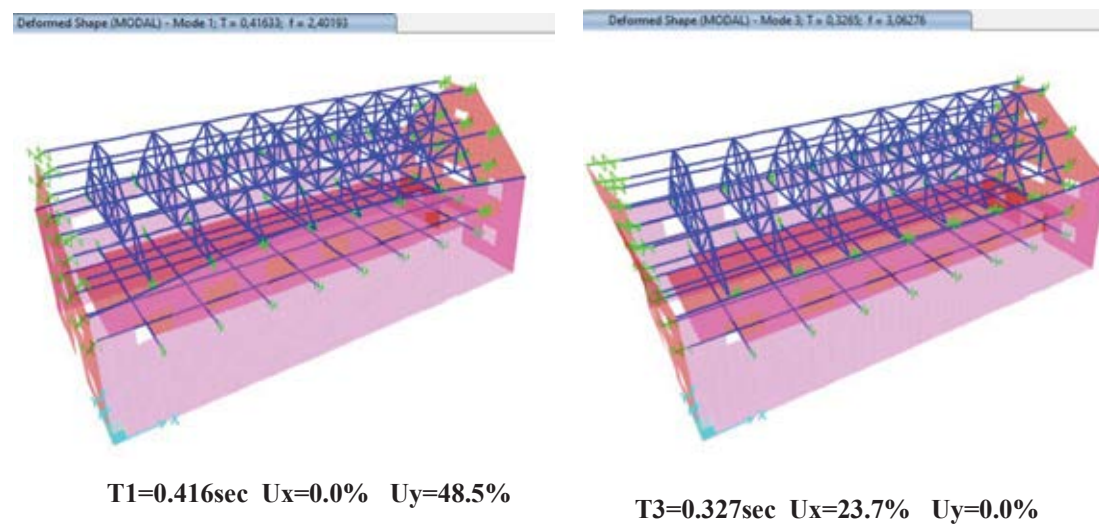 Deformed Shape (MODAL) - Mode 1; T = 0,41633; f = 2,40193
Deformed Shape (MODAL) - Mode 3; T = 0,3265; f = 3,06276
X
T1=0.416sec Ux=0.0% Uy=48.5%
T3=0.327sec Ux=23.7% Uy=0.0%